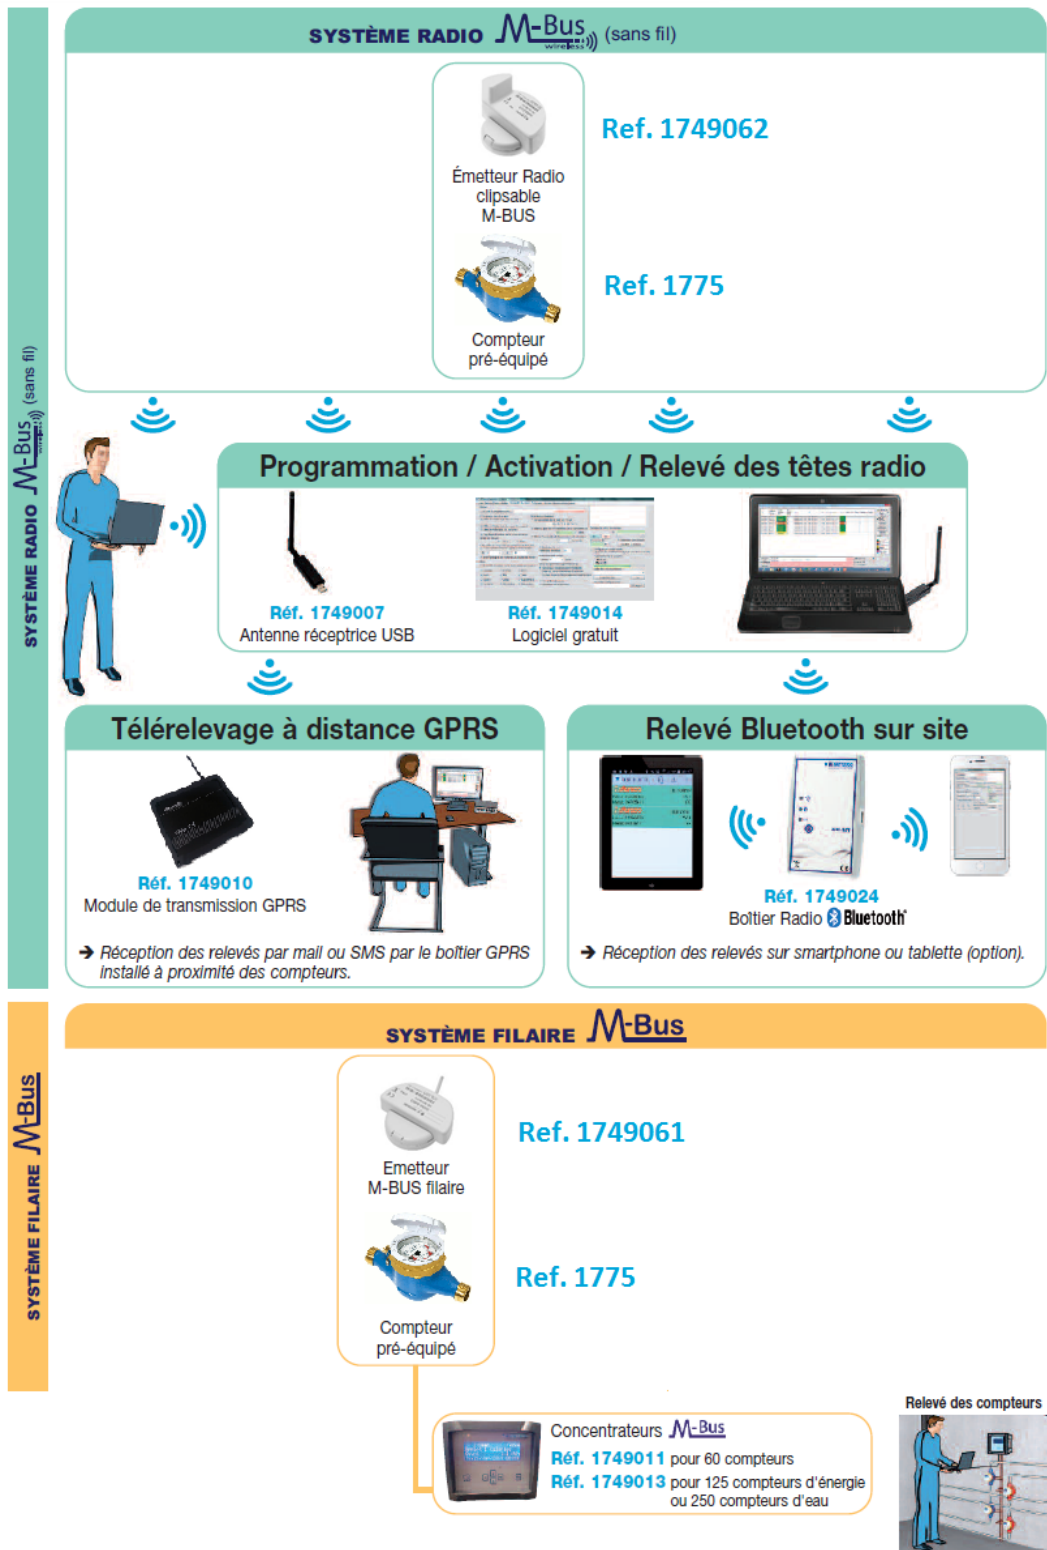 SYSTÈME RADIO M-Bus wireless (sans fil)
Ref. 1749062
Émetteur Radio
clipsable
M-BUS
Ref. 1775
Compteur
pré-équipé
SYSTÈME RADIO M-Bus wireless (sans fil)
Programmation / Activation / Relevé des têtes radio
Réf. 1749007
Antenne réceptrice USB
Réf. 1749014
Logiciel gratuit
Télérelevage à distance GPRS
Réf. 1749010
Module de transmission GPRS
➔ Réception des relevés par mail ou SMS par le boîtier GPRS
installé à proximité des compteurs.
Relevé Bluetooth sur site
Réf. 1749024
Boîtier Radio Bluetooth
➔ Réception des relevés sur smartphone ou tablette (option).
SYSTÈME FILAIRE M-Bus
SYSTÈME FILAIRE M-Bus
Ref. 1749061
Emetteur
M-BUS filaire
Ref. 1775
Compteur
pré-équipé
Concentrateurs M-Bus
Réf. 1749011 pour 60 compteurs
Réf. 1749013 pour 125 compteurs d'énergie
ou 250 compteurs d'eau
Relevé des compteurs